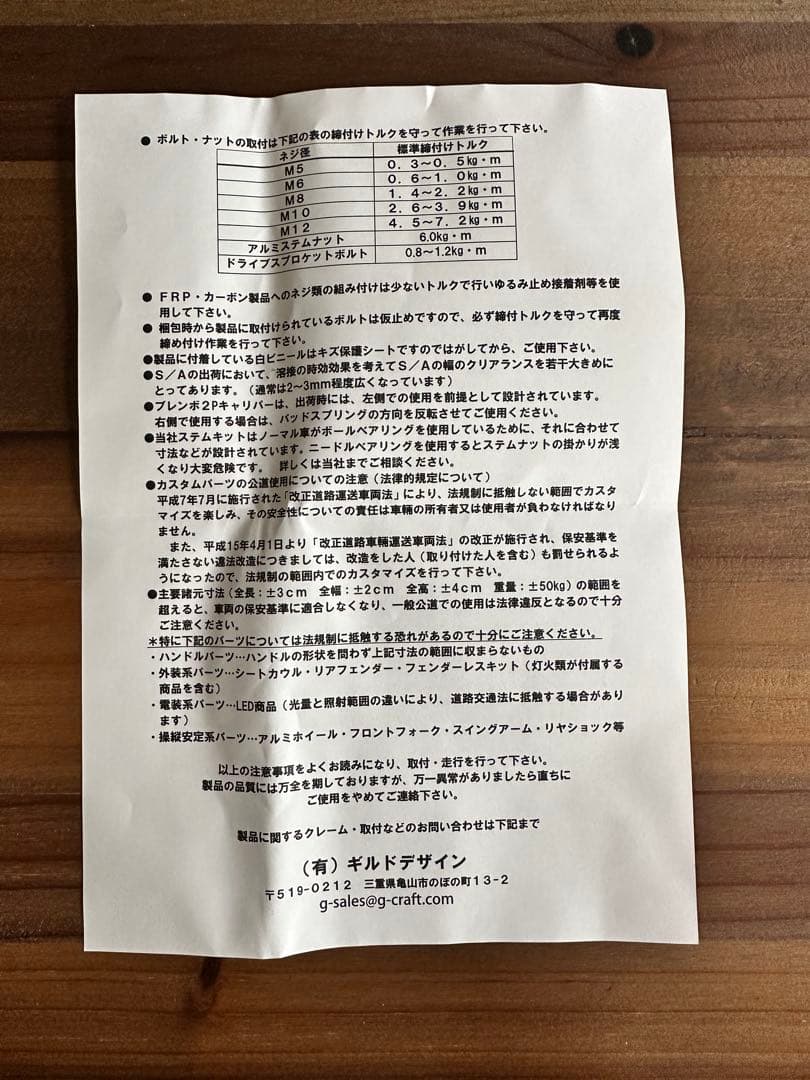 ● ボルト・ナットの取付は下記の表の締付けトルクを守って作業を行って下さい。
ネジ径 標準締付けトルク
M5 0.3～0.5kg・m
M6 0.6～1.0kg・m
M8 1.4～2.2kg・m
M10 2.6～3.9kg・m
M12 4.5～7.2kg・m
アルミステムナット 6.0kg・m
ドライブスプロケットボルト 0.8～1.2kg・m
● FRP・カーボン製品へのネジ類の組み付けは少ないトルクで行いゆるみ止め接着剤等を使
用して下さい。
● 梱包時から製品に取付けられているボルトは仮止めですので、必ず締付トルクを守って再度
締め付け作業を行って下さい。
●製品に付着している白ビニールはキズ保護シートですのではがしてから、ご使用下さい。
●S/Aの出荷において、溶接の時効効果を考えてS/Aの幅のクリアランスを若干大きめに
とってあります。（通常は2～3mm程度広くなっています）
●ブレンボ2Pキャリパーは、出荷時には、左側での使用を前提として設計されています。
右側で使用する場合は、パッドスプリングの方向を反転させてご使用ください。
●当社ステムキットはノーマル車がボールベアリングを使用しているために、それに合わせて
寸法などが設計されています。ニードルベアリングを使用するとステムナットの掛かりが浅
くなり大変危険です。 詳しくは当社までご相談ください。
●カスタムパーツの公道使用についての注意（法律的規定について）
平成7年7月に施行された「改正道路運送車両法」により、法規制に抵触しない範囲でカスタ
マイズを楽しみ、その安全性についての責任は車輛の所有者又は使用者が負わなければなり
ません。
また、平成15年4月1日より「改正道路車輛運送車両法」の改正が施行され、保安基準を
満たさない違法改造につきましては、改造をした人（取り付けた人を含む）も罰せられるよ
うになったので、法規制の範囲内でのカスタマイズを行って下さい。
●主要諸元寸法（全長：±3cm 全幅：±2cm 全高：±4cm 重量：±50kg）の範囲を
超えると、車両の保安基準に適合しなくなり、一般公道での使用は法律違反となるので十分
ご注意ください。
＊特に下記のパーツについては法規制に抵触する恐れがあるので十分にご注意ください。
・ハンドルパーツ…ハンドルの形状を問わず上記寸法の範囲に収まらないもの
・外装系パーツ…シートカウル・リアフェンダー・フェンダーレスキット（灯火類が付属する
商品を含む）
・電装系パーツ…LED商品（光量と照射範囲の違いにより、道路交通法に抵触する場合があり
ます）
・操縦安定系パーツ…アルミホイール・フロントフォーク・スイングアーム・リヤショック等
以上の注意事項をよくお読みになり、取付・走行を行って下さい。
製品の品質には万全を期しておりますが、万一異常がありましたら直ちに
ご使用をやめてご連絡下さい。
製品に関するクレーム・取付などのお問い合わせは下記まで
（有）ギルドデザイン
〒519-0212 三重県亀山市のぼの町13-2
g-sales@g-craft.com